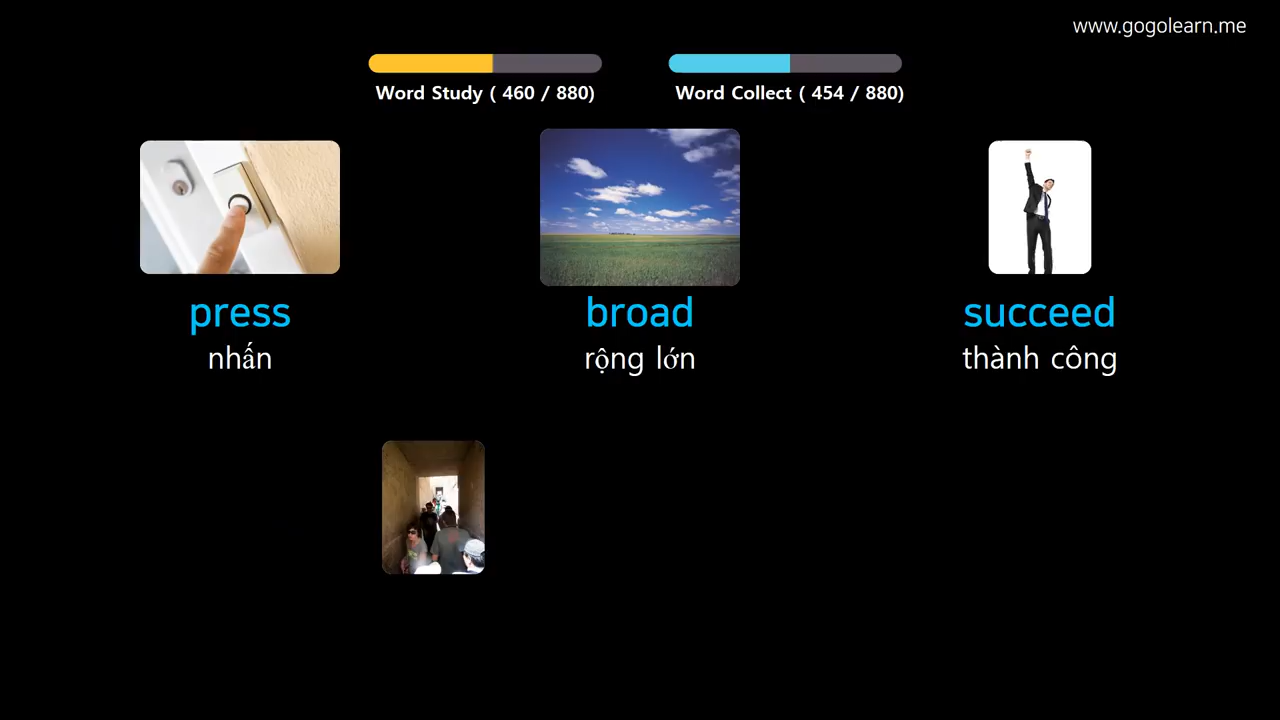 www.gogolearn.me
Word Study ( 460 / 880)
Word Collect ( 454 / 880)
press
broad
succeed
nhấn
rộng lớn
thành công